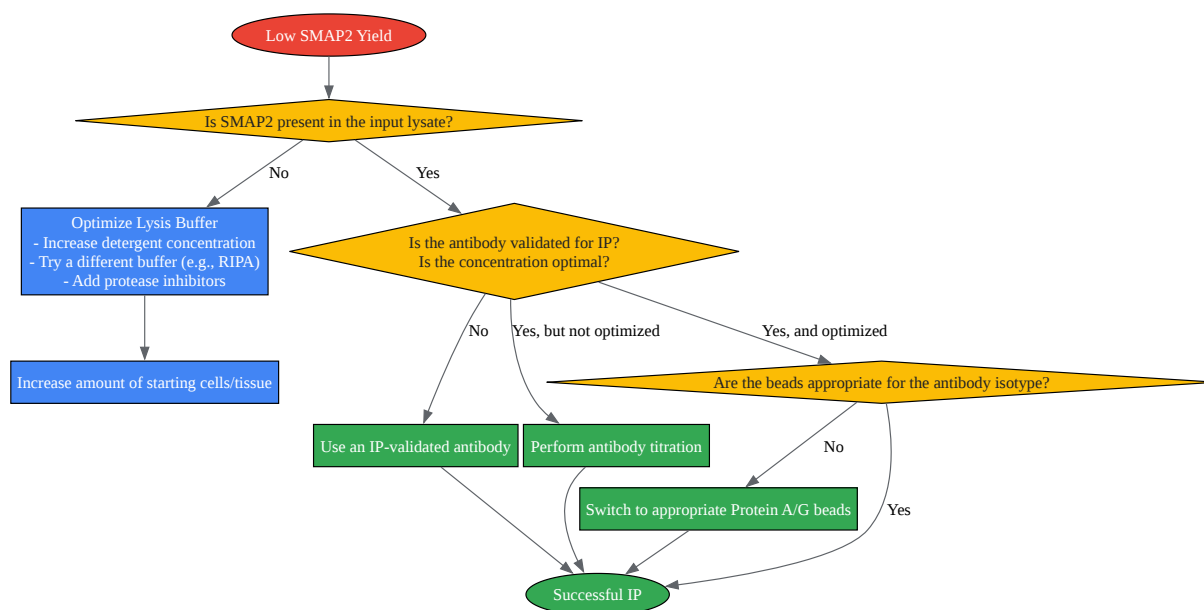 Low SMAP2 Yield
Is SMAP2 present in the input lysate?
No
Yes
Optimize Lysis Buffer
- Increase detergent concentration
- Try a different buffer (e.g., RIPA)
- Add protease inhibitors
Is the antibody validated for IP?
Is the concentration optimal?
No
Yes, but not optimized
Yes, and optimized
Increase amount of starting cells/tissue
Are the beads appropriate for the antibody isotype?
Use an IP-validated antibody
Perform antibody titration
No
Switch to appropriate Protein A/G beads
Yes
Successful IP